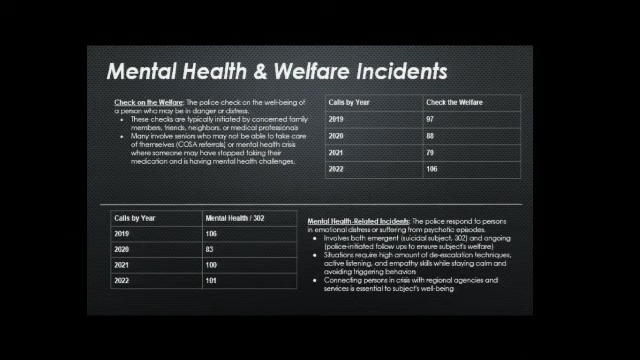 Mental Health & Welfare Incidents
Check on the Welfare: The police check on the well-being of
a person who may be in danger or distress.
• These checks are typically initiated by concerned family
members, friends, neighbors, or medical professionals
• Many involve seniors who may not be able to take care
of themselves (COSA referrals) or mental health crisis
where someone may have stopped taking their
medication and is having mental health challenges.
Calls by Year Check the Welfare
2019 97
2020 88
2021 79
2022 106
Calls by Year Mental Health / 302
2019 106
2020 83
2021 100
2022 101
Mental Health-Related Incidents: The police respond to persons
in emotional distress or suffering from psychotic episodes.
• Involves both emergent (suicidal subject, 302) and ongoing
(police-initiated follow ups to ensure subject's welfare)
• Situations require high amount of de-escalation techniques,
active listening, and empathy skills while staying calm and
avoiding triggering behaviors
• Connecting persons in crisis with regional agencies and
services is essential to subject's well-being